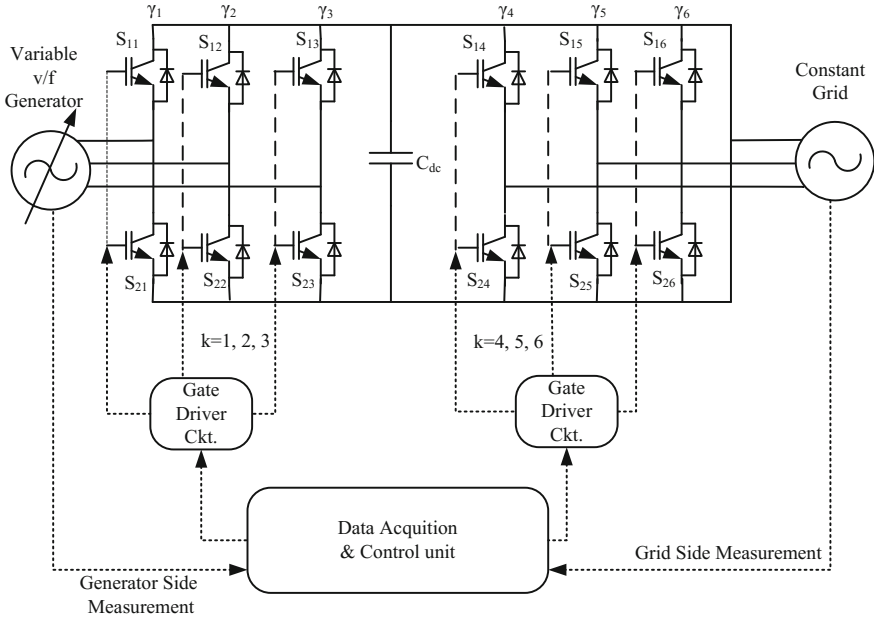 γ1 γ2 γ3 γ4 γ5 γ6
S11 S12 S13 S14 S15 S16
Variable
v/f
Generator
Constant
Grid
Cdc
S21 S22 S23 S24 S25 S26
k=1, 2, 3
k=4, 5, 6
Gate
Driver
Ckt.
Gate
Driver
Ckt.
Data Acquition
& Control unit
Generator Side
Measurement
Grid Side Measurement